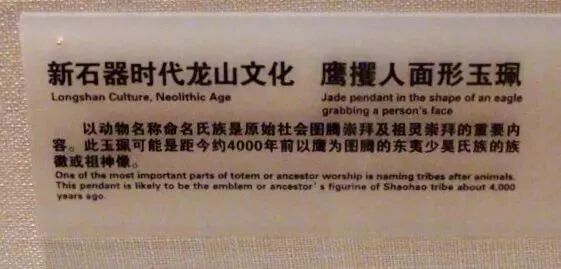 新石器时代龙山文化 鹰攫人面形玉珮
Longshan Culture, Neolithic Age Jade pendant in the shape of an eagle
grabbing a person's face
以动物名称命名氏族是原始社会图腾崇拜及祖灵崇拜的重要内
容。此玉珮可能是距今约4000年前以鹰为图腾的东夷少昊氏族的族
徽或祖神像。
One of the most important parts of totem or ancestor worship is naming tribes after animals.
This pendant is likely to be the emblem or ancestor's figurine of Shaohao tribe about 4,000
years ago.